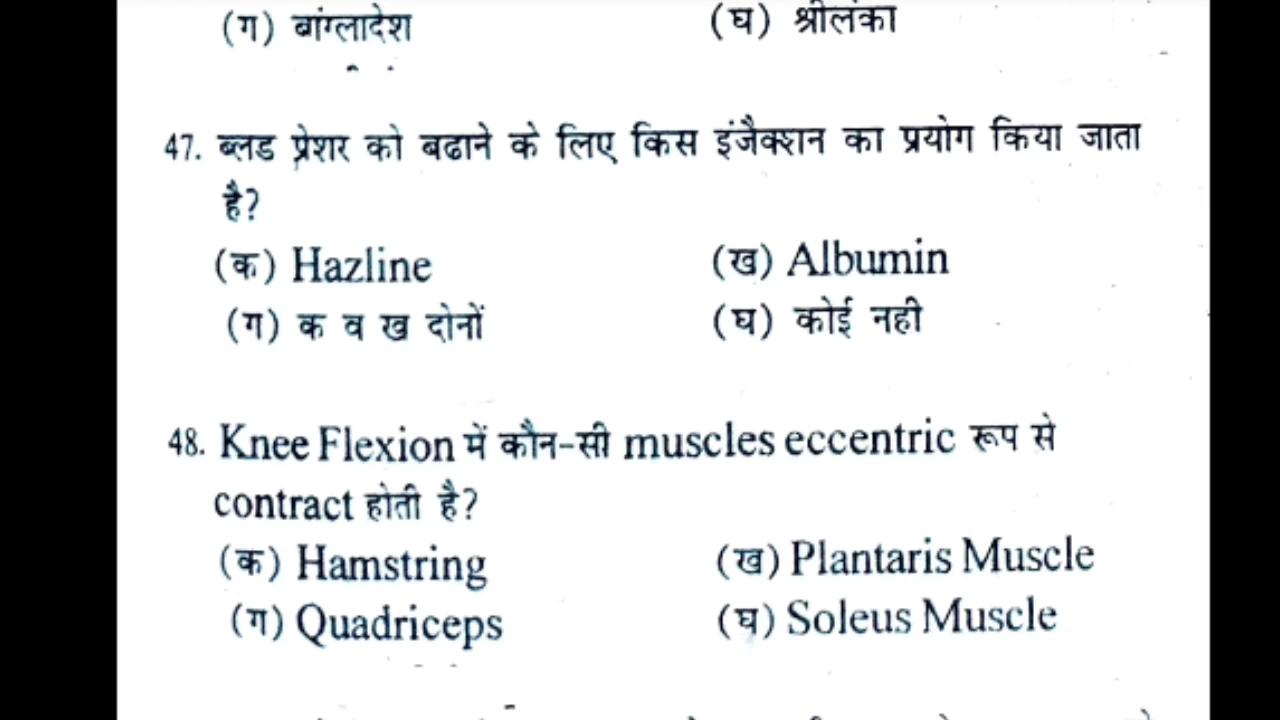 (ग) बांग्लादेश (घ) श्रीलंका
47. ब्लड प्रेशर को बढाने के लिए किस इंजैक्शन का प्रयोग किया जाता
है?
(क) Hazline (ख) Albumin
(ग) क व ख दोनों (घ) कोई नही
48. Knee Flexion में कौन-सी muscles eccentric रूप से
contract होती है?
(क) Hamstring (ख) Plantaris Muscle
(ग) Quadriceps (घ) Soleus Muscle